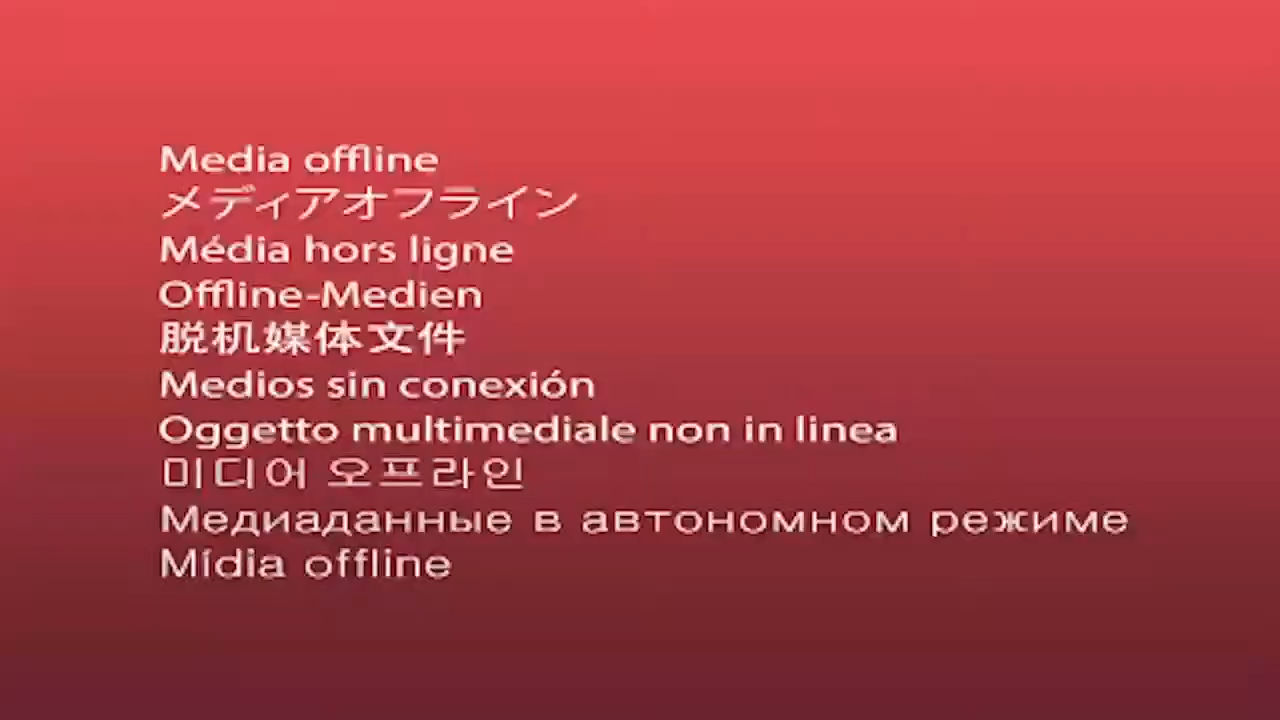 Media offline
メディアオフライン
Média hors ligne
Offline-Medien
脱机媒体文件
Medios sin conexión
Oggetto multimediale non in linea
미디어 오프라인
Медиаданные в автономном режиме
Mídia offline